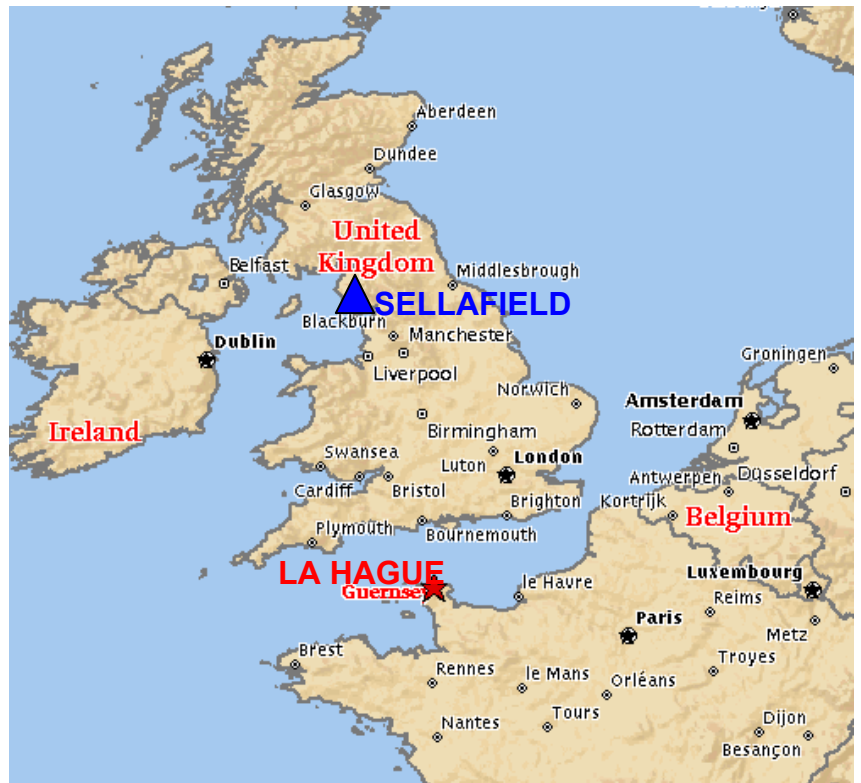 Aberdeen
Dundee
Glasgow
United
Kingdom
Belfast
Middlesbrough
SELLAFIELD
Blackburn
Manchester
Dublin
Liverpool
Groningen
Norwich
Amsterdam
Ireland
Birmingham
Rotterdam
Swansea
Luton
London
Antwerpen
Düsseldorf
Cardiff
Bristol
Brighton
Kortrijk
Belgium
Plymouth
Bournemouth
LA HAGUE
Guernsey
le Havre
Luxembourg
Reims
Paris
Metz
Brest
Rennes
le Mans
Orléans
Troyes
Nantes
Tours
Dijon
Besançon